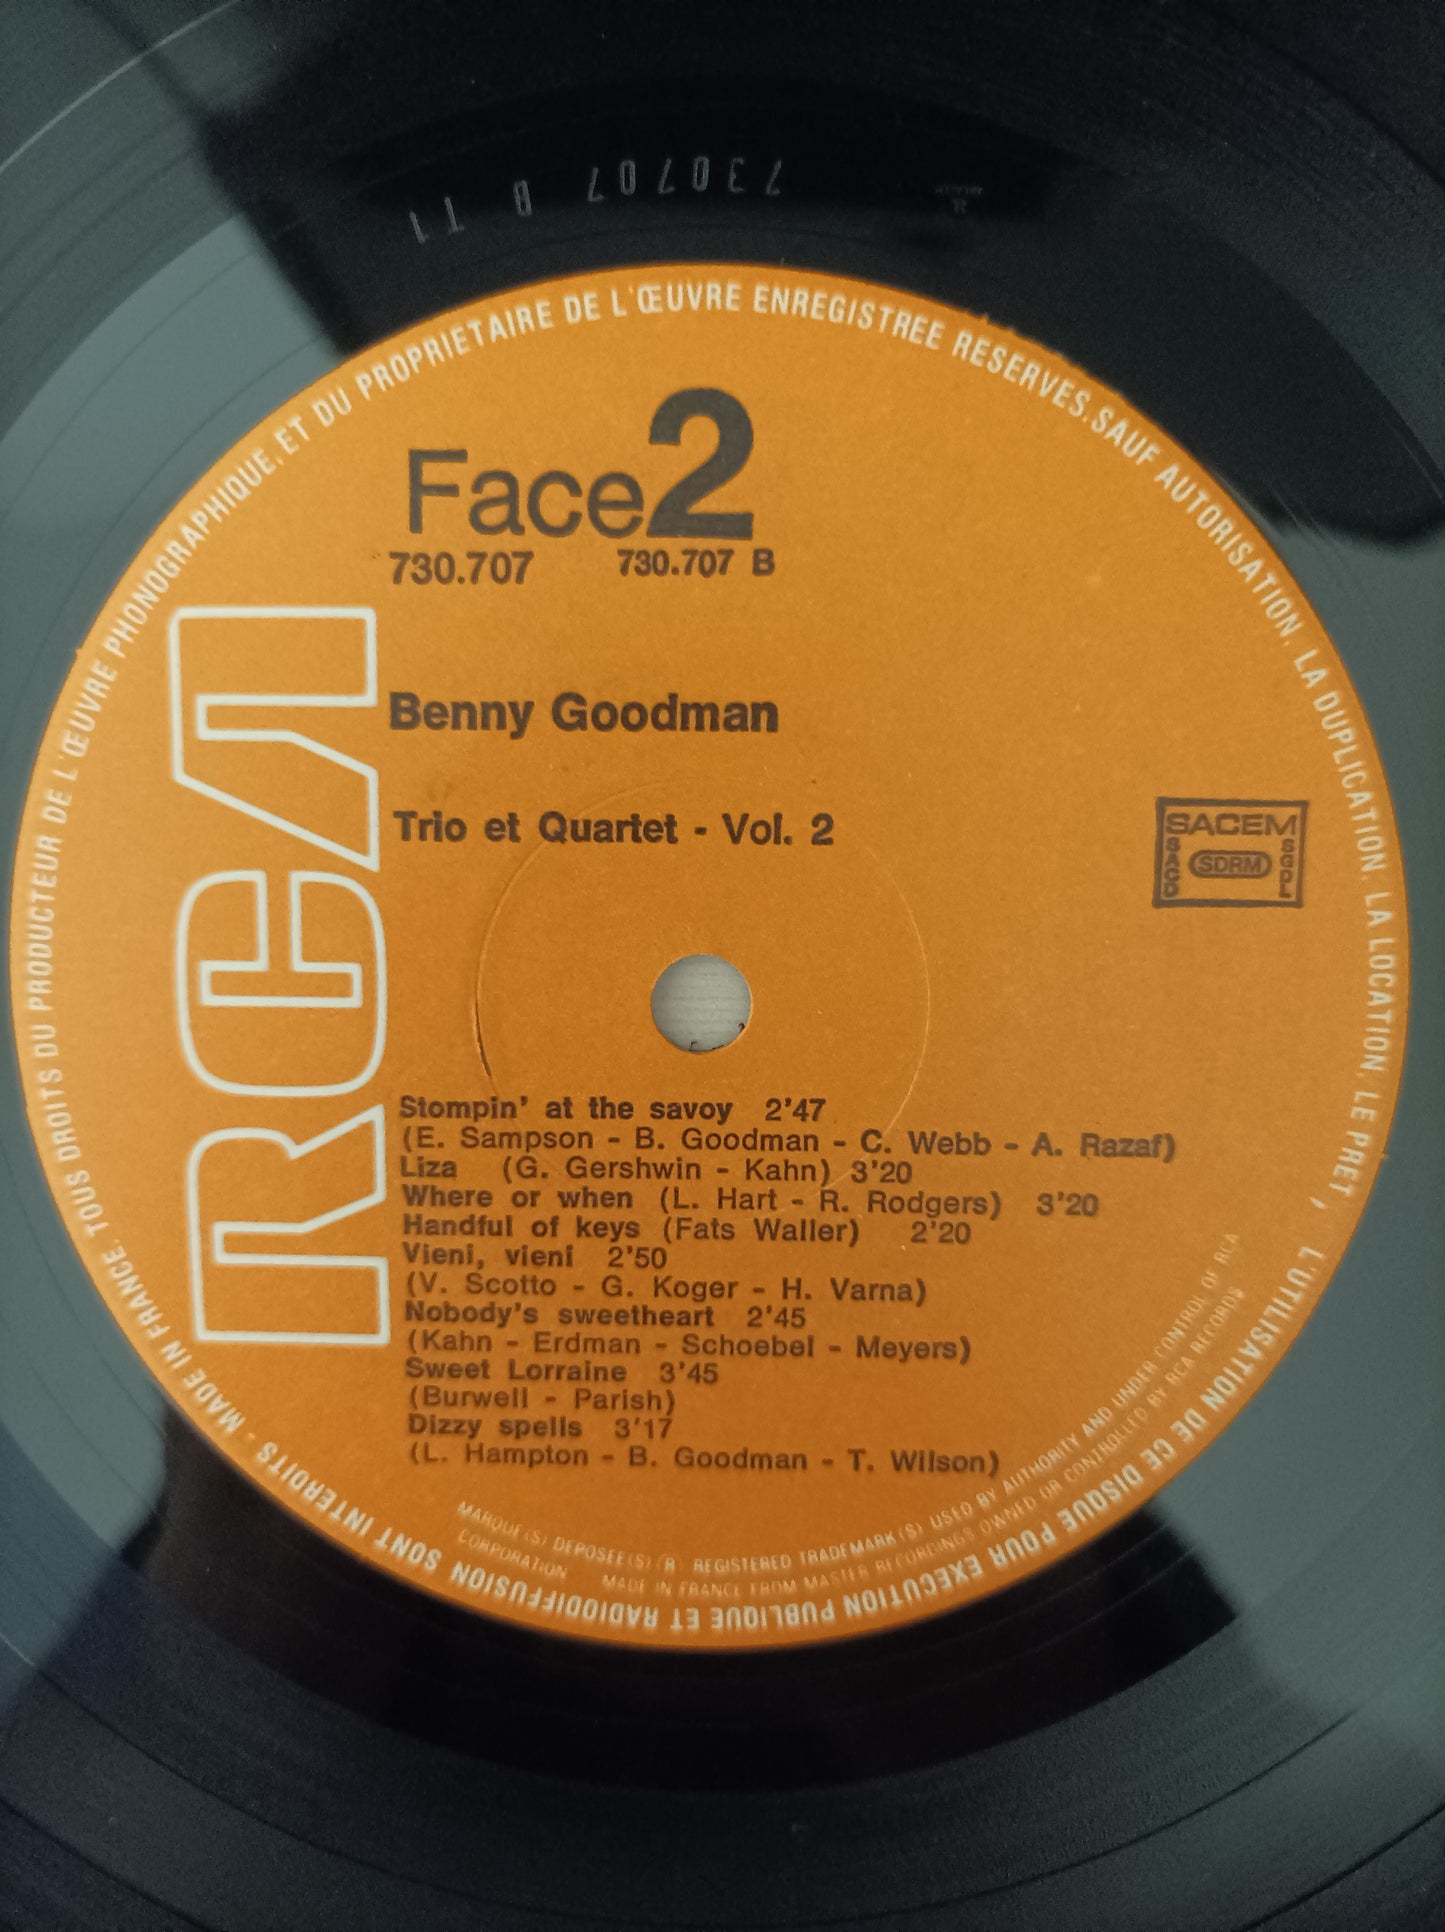 730707 B T1
TOUS DROITS DU PRODUCTEUR DE L'ŒUVRE PHONOGRAPHIQUE, ET DU PROPRIETAIRE DE L'ŒUVRE ENREGISTREE RESERVES. SAUF AUTORISATION, LA DUPLICATION, LA LOCATION, LE PRET, L'UTILISATION DE CE DISQUE POUR EXECUTION PUBLIQUE ET RADIODIFFUSION SONT INTERDITS - MADE IN FRANCE.
Face 2
730.707 730.707 B
RCA
Benny Goodman
Trio et Quartet - Vol. 2
SACEM
SACD SDRM SGDL
Stompin' at the savoy 2'47
(E. Sampson - B. Goodman - C. Webb - A. Razaf)
Liza (G. Gershwin - Kahn) 3'20
Where or when (L. Hart - R. Rodgers) 3'20
Handful of keys (Fats Waller) 2'20
Vieni, vieni 2'50
(V. Scotto - G. Koger - H. Varna)
Nobody's sweetheart 2'45
(Kahn - Erdman - Schoebel - Meyers)
Sweet Lorraine 3'45
(Burwell - Parish)
Dizzy spells 3'17
(L. Hampton - B. Goodman - T. Wilson)
MARQUE(S) DEPOSEE(S) (R) REGISTERED TRADEMARK(S) USED BY AUTHORITY AND UNDER CONTROL OF RCA
CORPORATION MADE IN FRANCE FROM MASTER RECORDINGS OWNED OR CONTROLLED BY RCA RECORDS